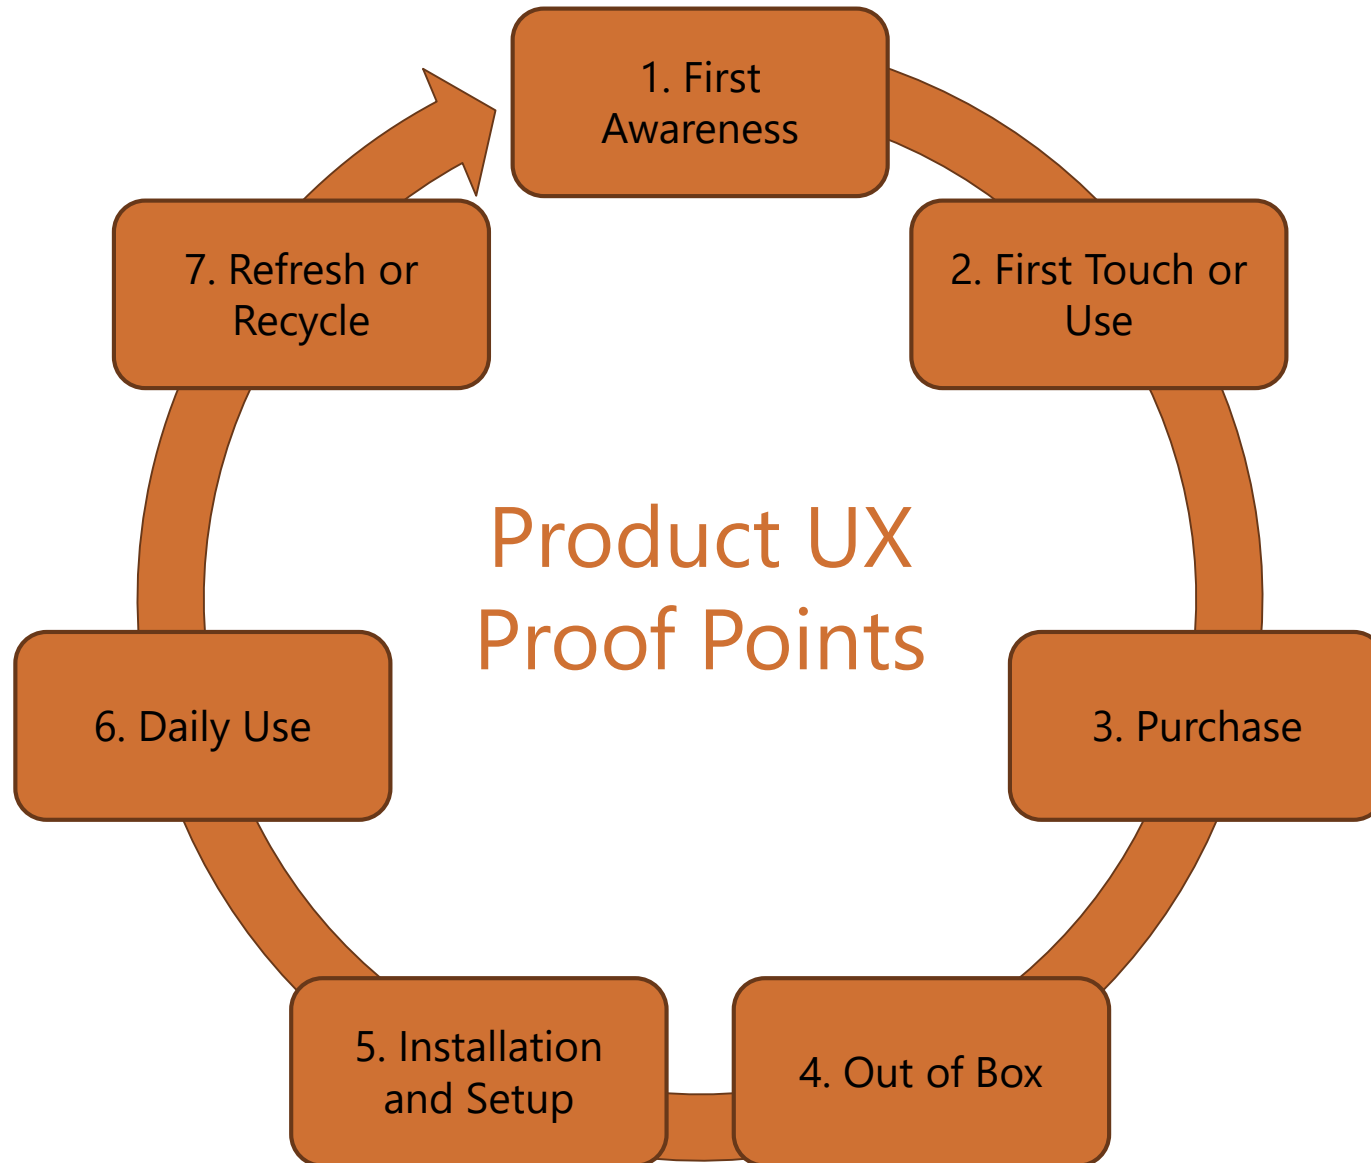 1. First
Awareness
2. First Touch or
Use
3. Purchase
4. Out of Box
5. Installation
and Setup
6. Daily Use
7. Refresh or
Recycle
Product UX
Proof Points